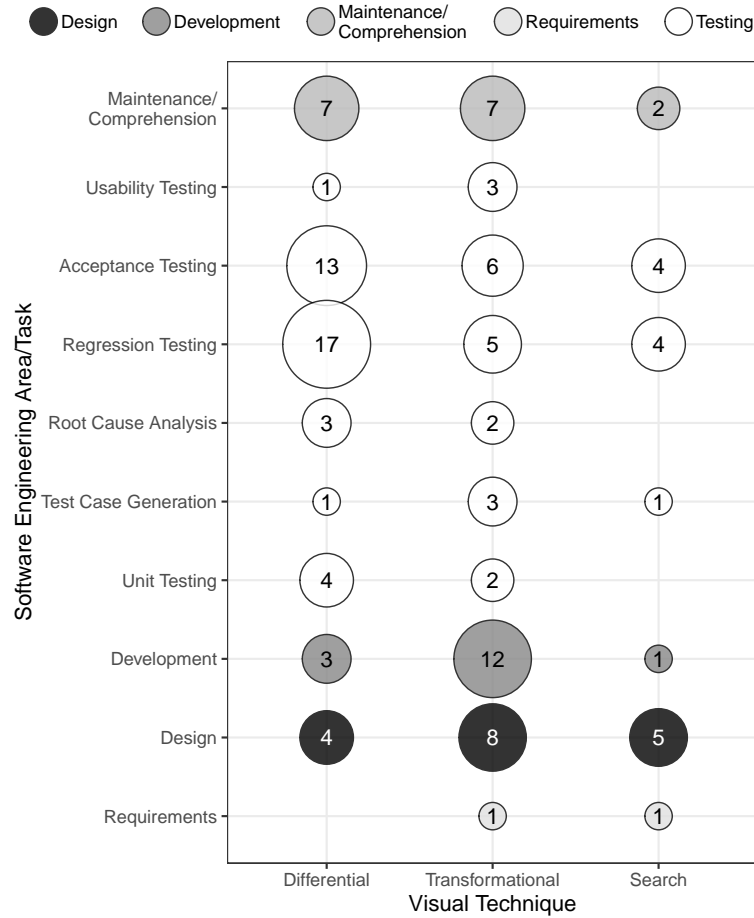 Design
Development
Maintenance/
Comprehension
Requirements
Testing
Software Engineering Area/Task
Maintenance/
Comprehension
7 7 2
Usability Testing 1 3
Acceptance Testing 13 6 4
Regression Testing 17 5 4
Root Cause Analysis 3 2
Test Case Generation 1 3 1
Unit Testing 4 2
Development 3 12 1
Design 4 8 5
Requirements 1 1
Differential Transformational Search
Visual Technique